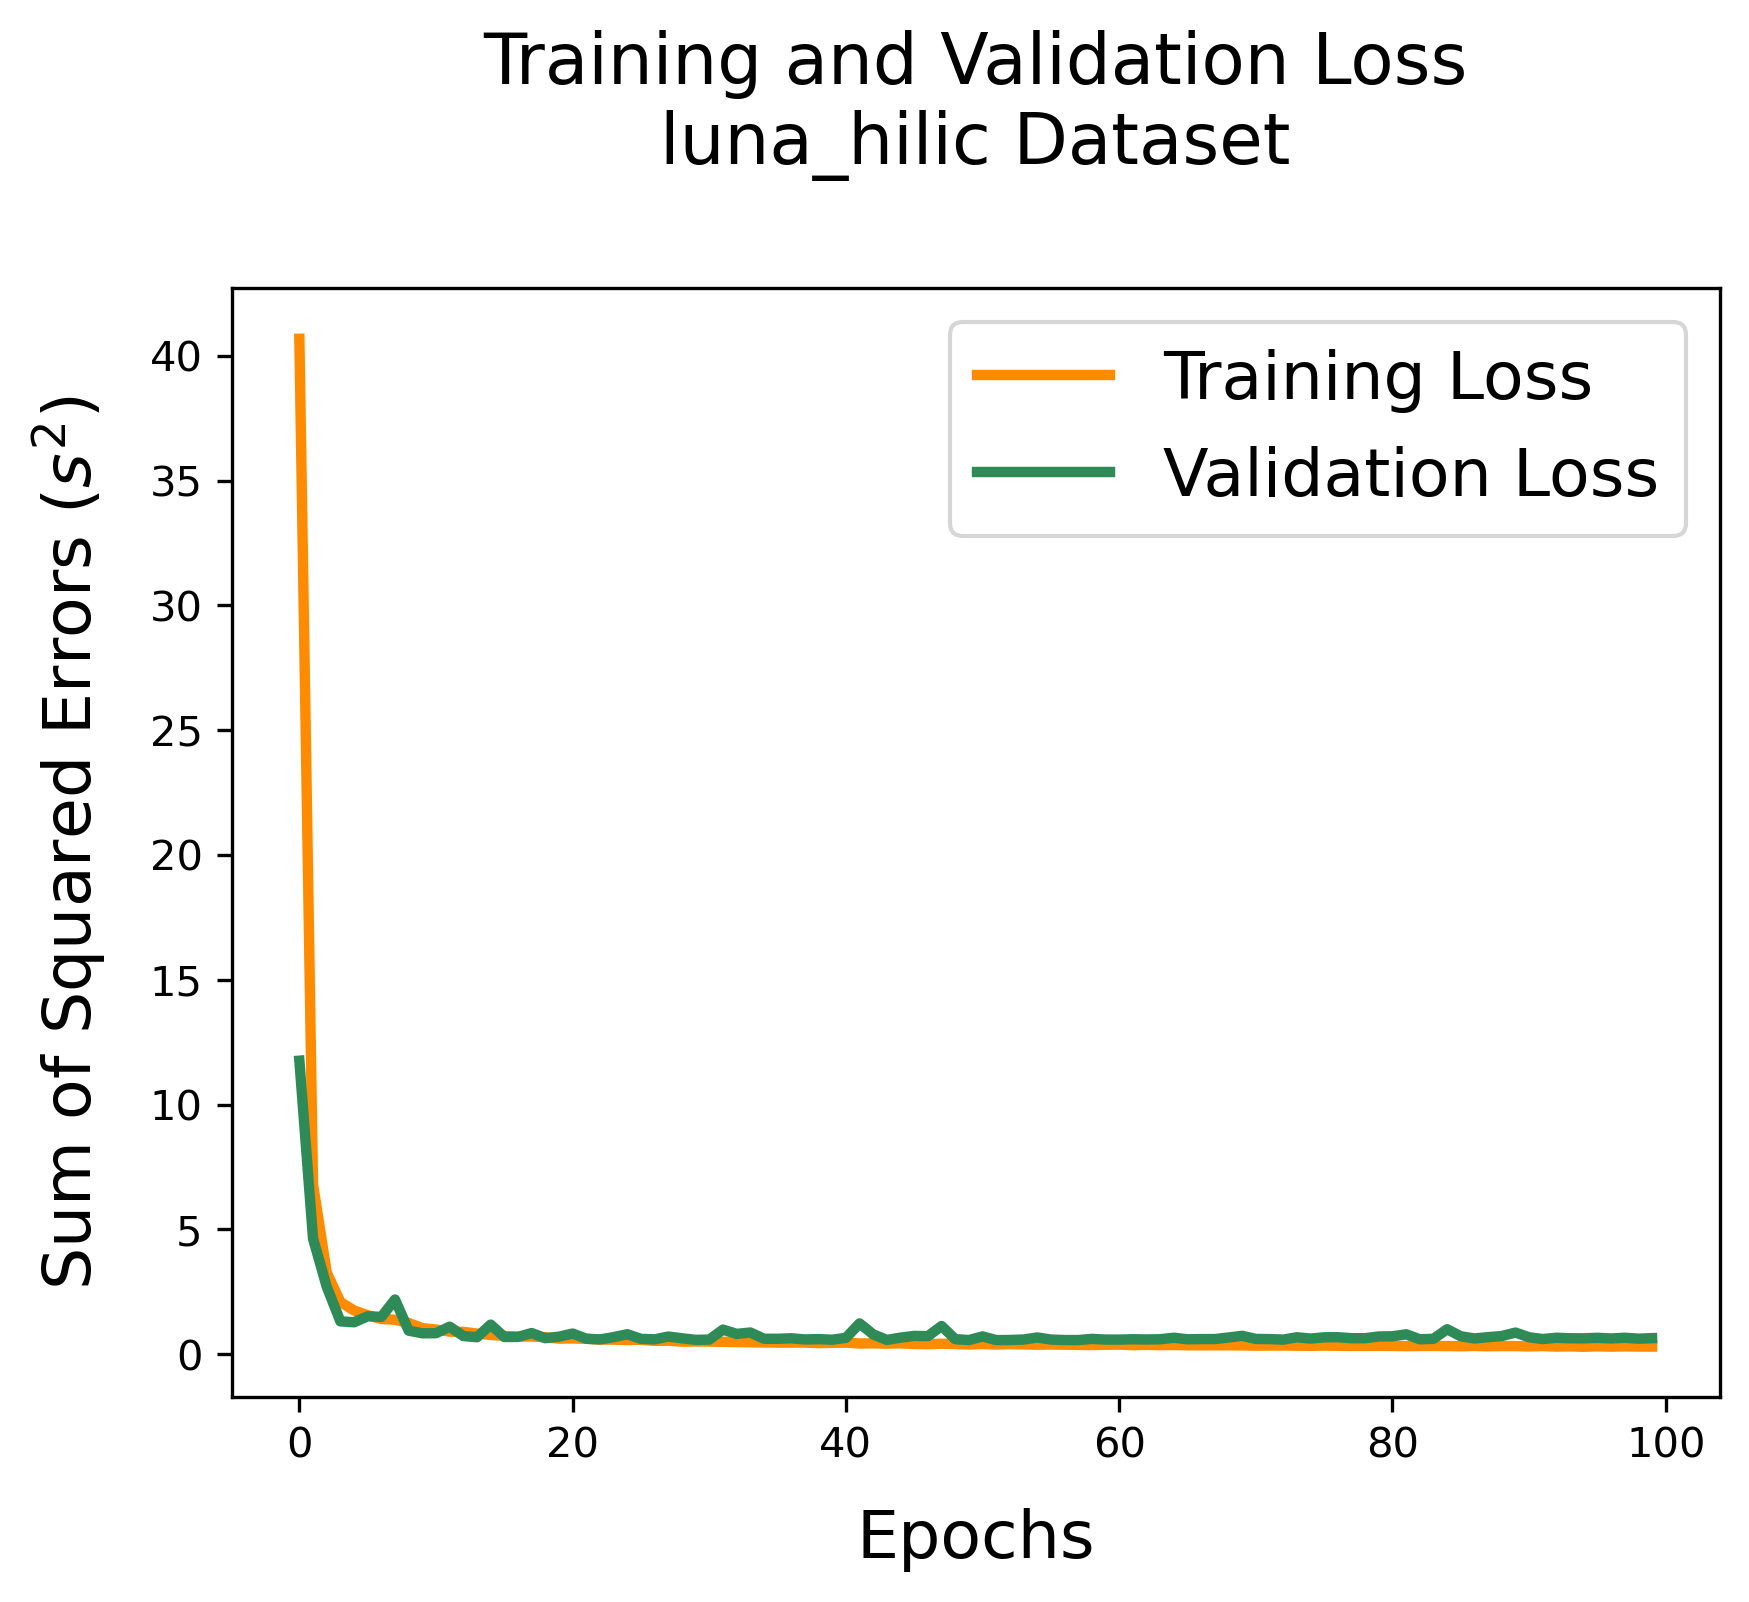 Training and Validation Loss
luna_hilic Dataset
Training Loss
Validation Loss
Sum of Squared Errors (s²)
40
35
30
25
20
15
10
5
0
0 20 40 60 80 100
Epochs